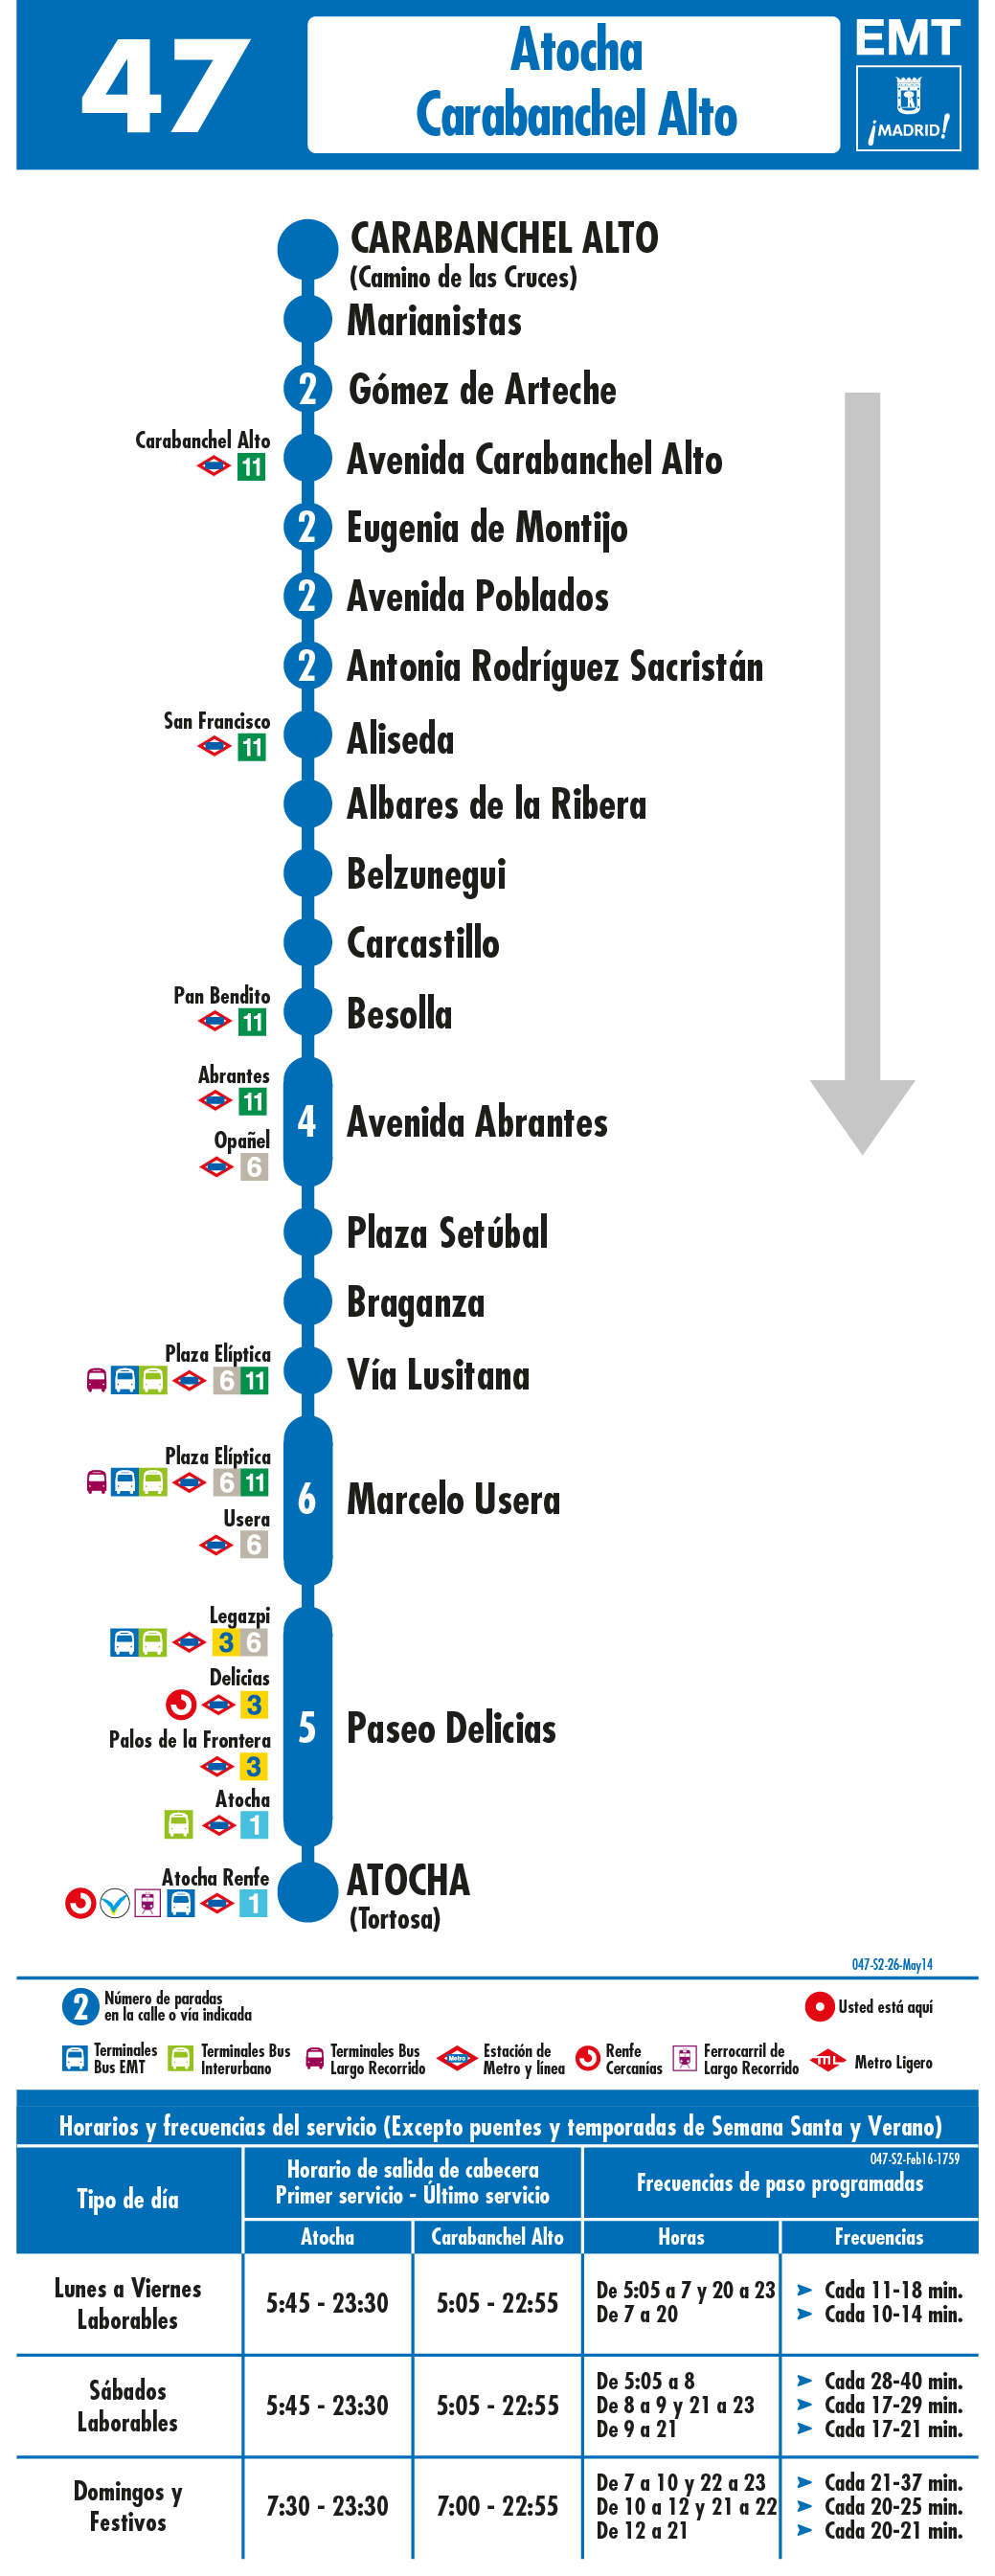 47
Atocha
Carabanchel Alto
EMT
¡MADRID!
CARABANCHEL ALTO
(Camino de las Cruces)
Marianistas
2 Gómez de Arteche
Carabanchel Alto
11
Avenida Carabanchel Alto
2 Eugenia de Montijo
2 Avenida Poblados
2 Antonia Rodríguez Sacristán
San Francisco
11
Aliseda
Albares de la Ribera
Belzunegui
Carcastillo
Pan Bendito
11
Besolla
Abrantes
11
4 Avenida Abrantes
Opañel
6
Plaza Setúbal
Braganza
Plaza Elíptica
6 11
Vía Lusitana
Plaza Elíptica
6 11
6 Marcelo Usera
Usera
6
Legazpi
3 6
Delicias
3
5 Paseo Delicias
Palos de la Frontera
3
Atocha
1
Atocha Renfe
1
ATOCHA
(Tortosa)
047-S2-26-May14
2 Número de paradas
en la calle o vía indicada
Usted está aquí
Terminales
Bus EMT
Terminales Bus
Interurbano
Terminales Bus
Largo Recorrido
Metro
Estación de
Metro y línea
Renfe
Cercanías
Ferrocarril de
Largo Recorrido
ML
Metro Ligero
Horarios y frecuencias del servicio (Excepto puentes y temporadas de Semana Santa y Verano)
047-S2-Feb16-1759
Tipo de día
Horario de salida de cabecera
Primer servicio - Último servicio
Frecuencias de paso programadas
Atocha Carabanchel Alto Horas Frecuencias
Lunes a Viernes
Laborables
5:45 - 23:30 5:05 - 22:55
De 5:05 a 7 y 20 a 23 Cada 11-18 min.
De 7 a 20 Cada 10-14 min.
Sábados
Laborables
5:45 - 23:30 5:05 - 22:55
De 5:05 a 8 Cada 28-40 min.
De 8 a 9 y 21 a 23 Cada 17-29 min.
De 9 a 21 Cada 17-21 min.
Domingos y
Festivos
7:30 - 23:30 7:00 - 22:55
De 7 a 10 y 22 a 23 Cada 21-37 min.
De 10 a 12 y 21 a 22 Cada 20-25 min.
De 12 a 21 Cada 20-21 min.